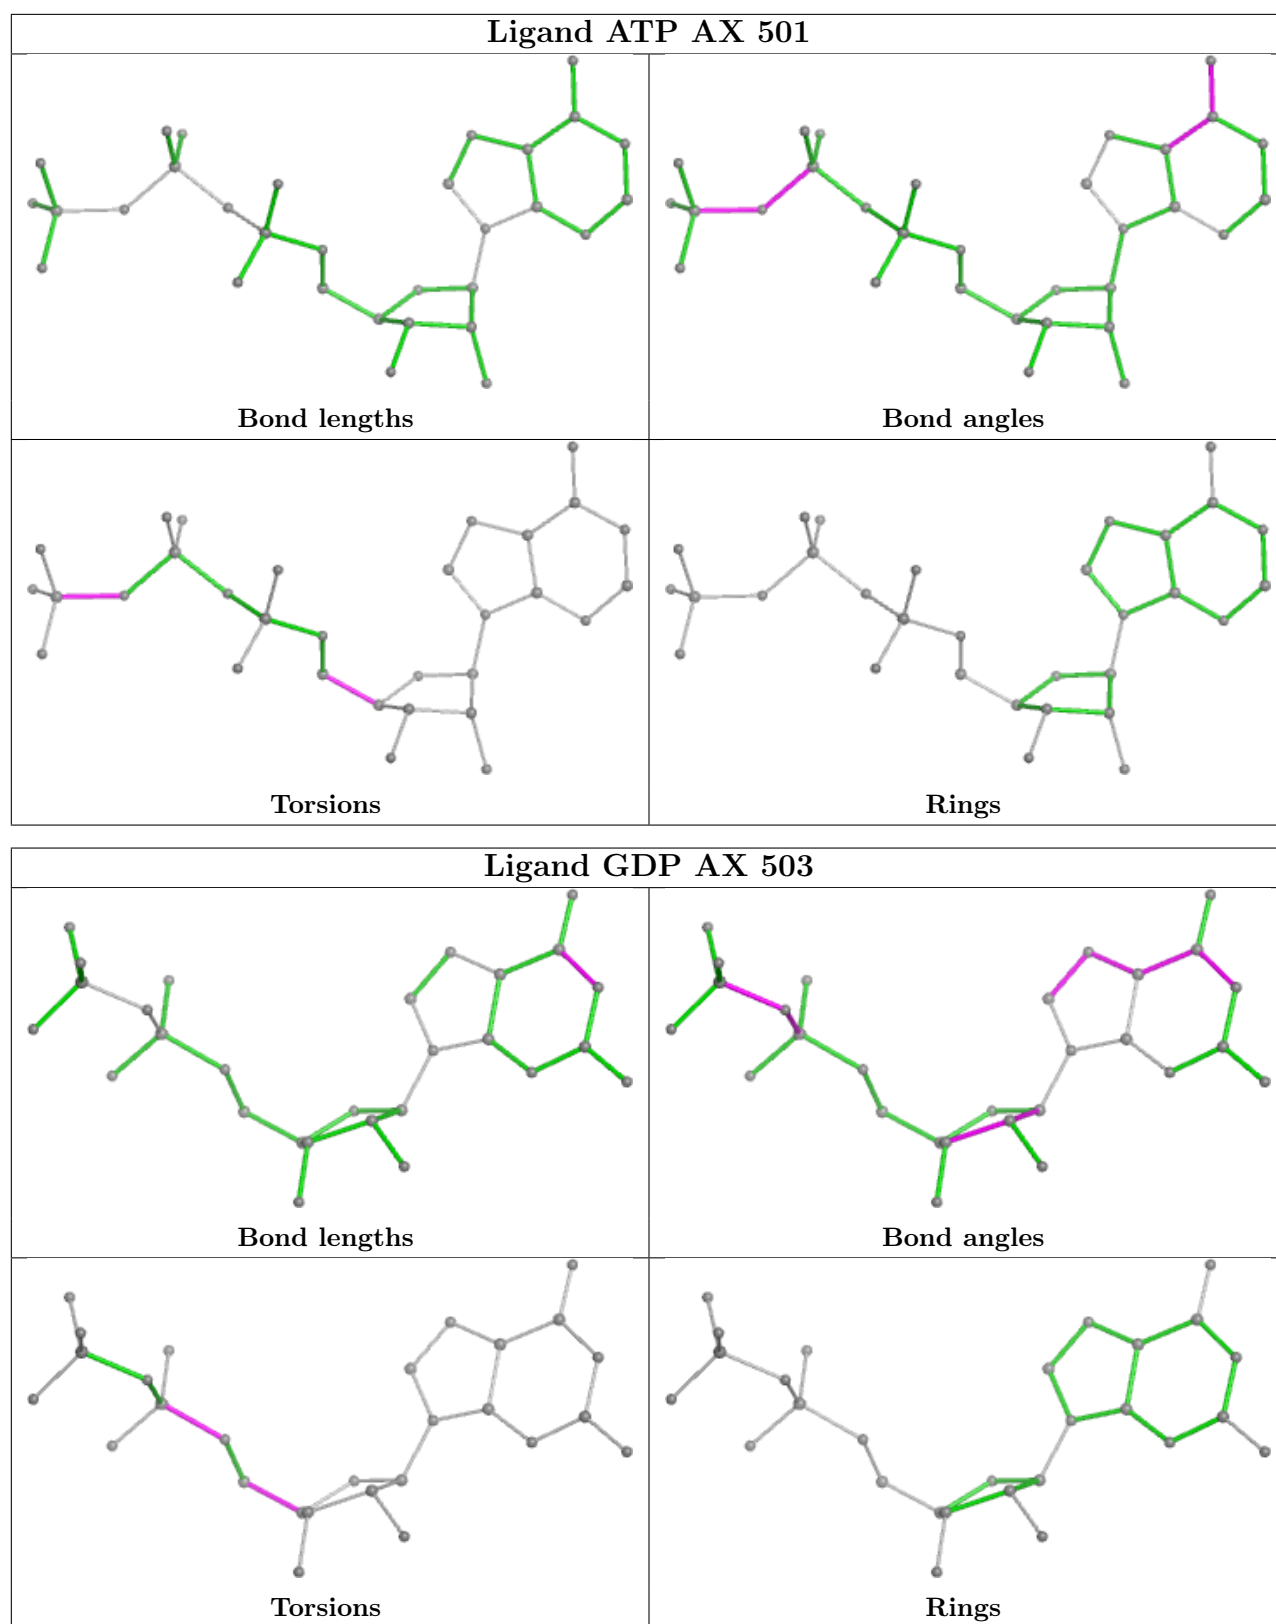 Ligand ATP AX 501
Bond lengths
Bond angles
Torsions
Rings
Ligand GDP AX 503
Bond lengths
Bond angles
Torsions
Rings